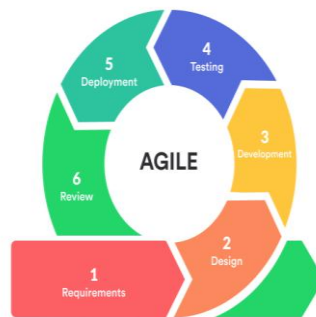 5
Deployment
4
Testing
3
Development
AGILE
6
Review
2
Design
1
Requirements